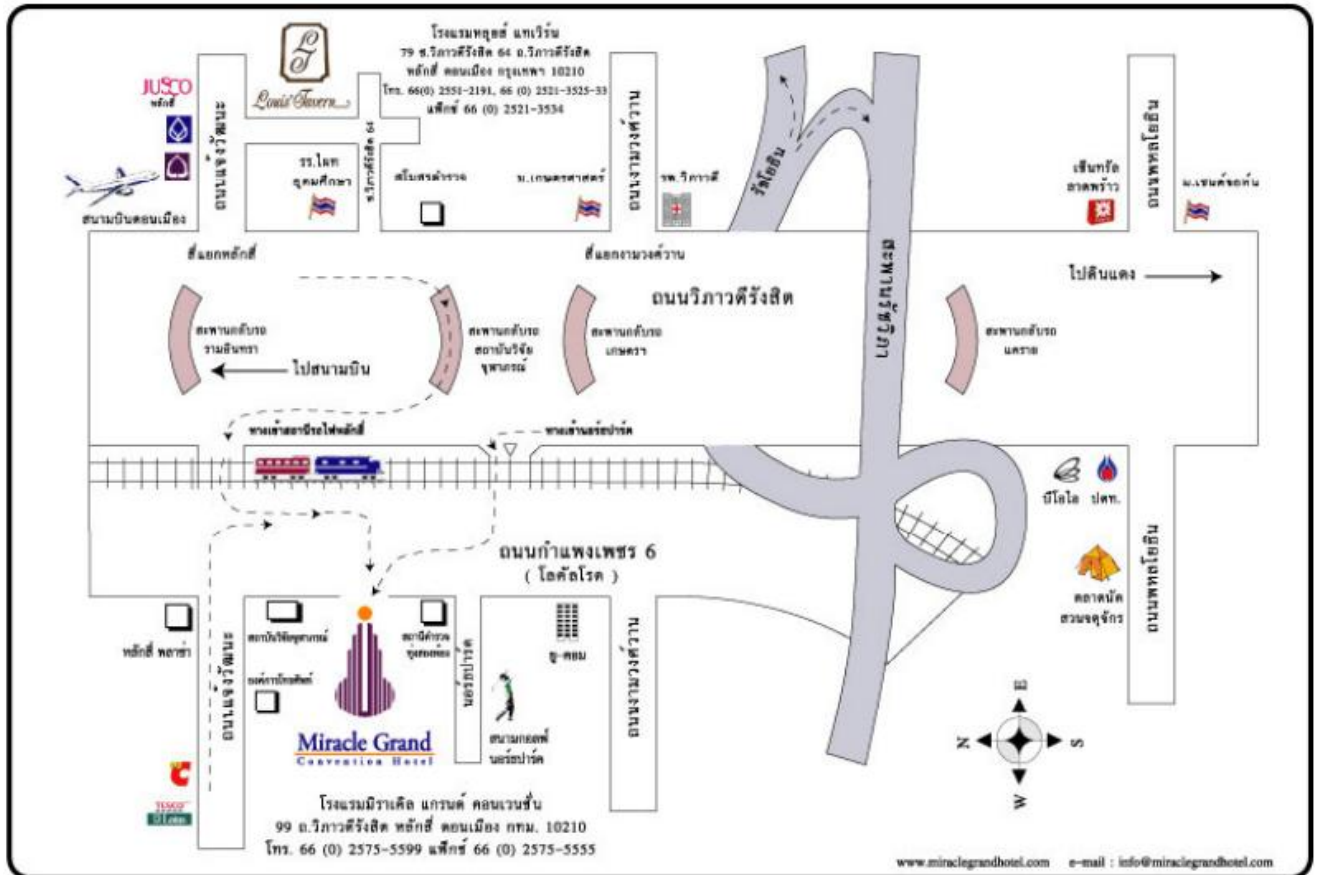 โรงแรมหลุยส์ แทเวิร์น
79 ซ.วิภาวดีรังสิต 64 ถ.วิภาวดีรังสิต
หลักสี่ ดอนเมือง กรุงเทพฯ 10210
โทร. 66(0) 2551-2191, 66 (0) 2521-3525-33
แฟ็กซ์ 66 (0) 2521-3534
LT
Louis' Tavern
JUSCO
หลักสี่
สนามบินดอนเมือง
ถนนแจ้งวัฒนะ
รร.ไผทอุดมศึกษา
ซ.วิภาวดีรังสิต 64
สโมสรตำรวจ
ม.เกษตรศาสตร์
ถนนงามวงศ์วาน
รพ.วิภาวดี
รัชโยธิน
สะพานรัชวิภา
เซ็นทรัล
ลาดพร้าว
ถนนพหลโยธิน
ม.เซนต์จอห์น
สี่แยกหลักสี่
สี่แยกงามวงศ์วาน
ถนนวิภาวดีรังสิต
ไปดินแดง
สะพานกลับรถ
รามอินทรา
ไปสนามบิน
สะพานกลับรถ
สถาบันวิจัย
จุฬาภรณ์
สะพานกลับรถ
เกษตรฯ
สะพานกลับรถ
แคราย
ทางเข้าสถานีรถไฟหลักสี่
ทางเข้านอร์ธปาร์ค
บีโอไอ
ปตท.
ถนนกำแพงเพชร 6
( โลคัลโรด )
ตลาดนัด
สวนจตุจักร
ถนนพหลโยธิน
หลักสี่ พลาซ่า
ถนนแจ้งวัฒนะ
สถาบันวิจัยจุฬาภรณ์
องค์การโทรศัพท์
สถานีตำรวจ
ทุ่งสองห้อง
นอร์ธปาร์ค
ยู-คอม
ถนนงามวงศ์วาน
สนามกอล์ฟ
นอร์ธปาร์ค
Miracle Grand
Convention Hotel
TESCO
Lotus
N
E
S
W
โรงแรมมิราเคิล แกรนด์ คอนเวนชั่น
99 ถ.วิภาวดีรังสิต หลักสี่ ดอนเมือง กทม. 10210
โทร. 66 (0) 2575-5599 แฟ็กซ์ 66 (0) 2575-5555
www.miraclegrandhotel.com e-mail : info@miraclegrandhotel.com